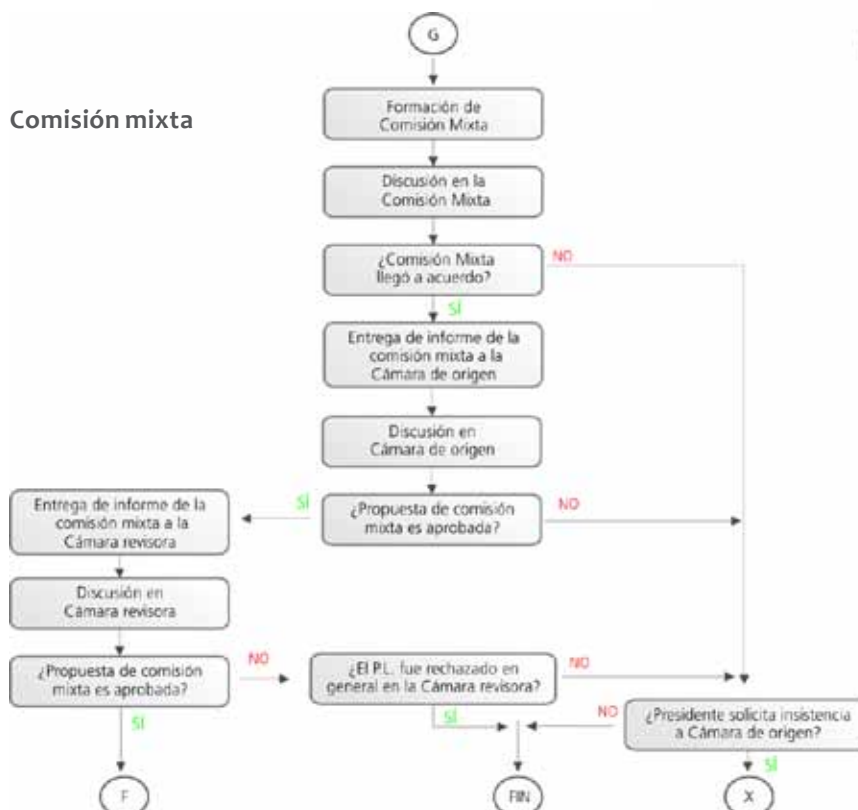 G
Comisión mixta
Formación de
Comisión Mixta
Discusión en la
Comisión Mixta
¿Comisión Mixta
llegó a acuerdo?
NO
SÍ
Entrega de informe de la
comisión mixta a la
Cámara de origen
Discusión en
Cámara de origen
¿Propuesta de comisión
mixta es aprobada?
SÍ
NO
Entrega de informe de la
comisión mixta a la
Cámara revisora
Discusión en
Cámara revisora
¿Propuesta de comisión
mixta es aprobada?
NO
SÍ
¿El P.L. fue rechazado en
general en la Cámara revisora?
NO
SÍ
NO
¿Presidente solicita insistencia
a Cámara de origen?
SÍ
F
FIN
X